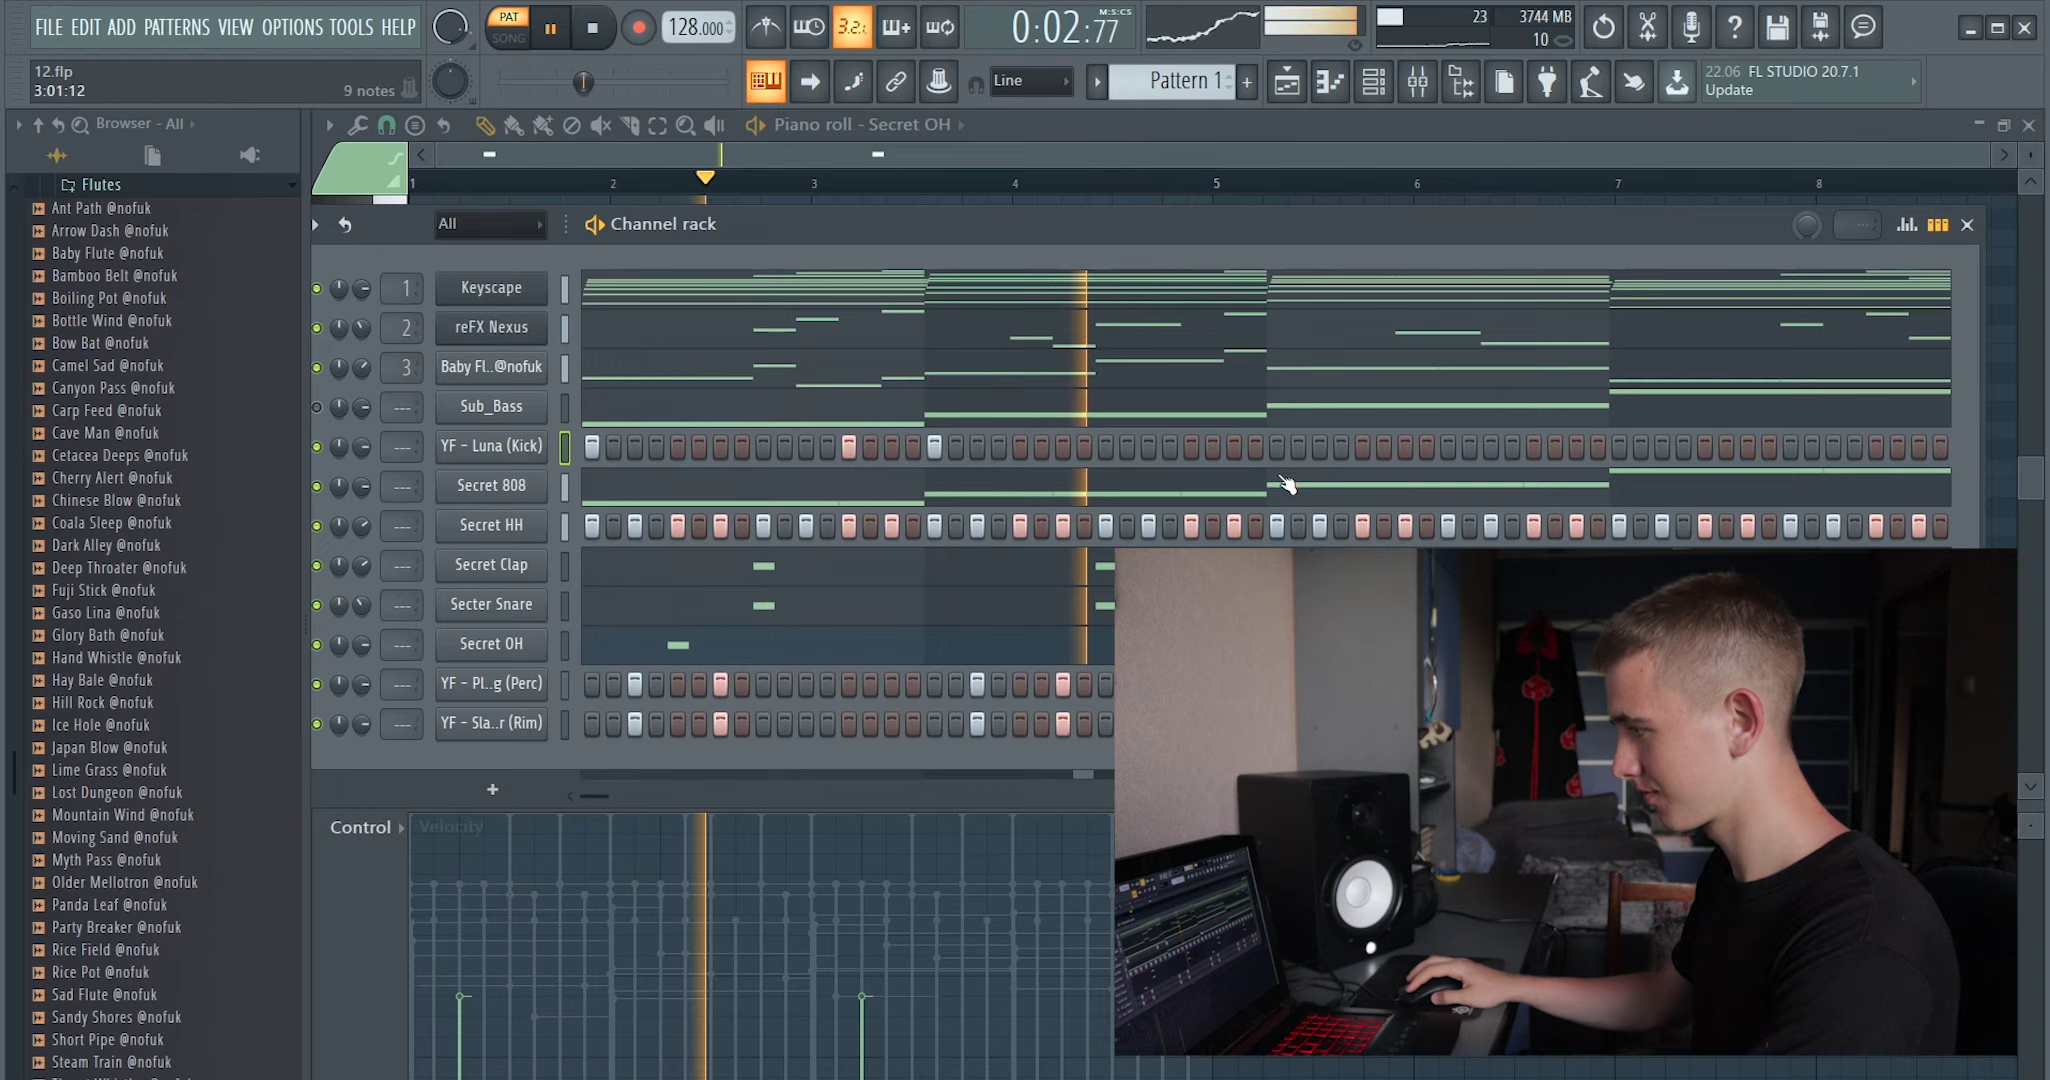 FILE EDIT ADD PATTERNS VIEW OPTIONS TOOLS HELP
PAT
SONG
128.000
3.2.
0:02:77
M:S:CS
23
3744 MB
10
12.flp
3:01:12
9 notes
Line
Pattern 1
+
22.06 FL STUDIO 20.7.1
Update
Browser - All
Piano roll - Secret OH
Flutes
Ant Path @nofuk
Arrow Dash @nofuk
Baby Flute @nofuk
Bamboo Belt @nofuk
Boiling Pot @nofuk
Bottle Wind @nofuk
Bow Bat @nofuk
Camel Sad @nofuk
Canyon Pass @nofuk
Carp Feed @nofuk
Cave Man @nofuk
Cetacea Deeps @nofuk
Cherry Alert @nofuk
Chinese Blow @nofuk
Coala Sleep @nofuk
Dark Alley @nofuk
Deep Throater @nofuk
Fuji Stick @nofuk
Gaso Lina @nofuk
Glory Bath @nofuk
Hand Whistle @nofuk
Hay Bale @nofuk
Hill Rock @nofuk
Ice Hole @nofuk
Japan Blow @nofuk
Lime Grass @nofuk
Lost Dungeon @nofuk
Mountain Wind @nofuk
Moving Sand @nofuk
Myth Pass @nofuk
Older Mellotron @nofuk
Panda Leaf @nofuk
Party Breaker @nofuk
Rice Field @nofuk
Rice Pot @nofuk
Sad Flute @nofuk
Sandy Shores @nofuk
Short Pipe @nofuk
Steam Train @nofuk
1 2 3 4 5 6 7 8
All
Channel rack
1 Keyscape
2 reFX Nexus
3 Baby Fl..@nofuk
--- Sub_Bass
--- YF - Luna (Kick)
--- Secret 808
--- Secret HH
--- Secret Clap
--- Secter Snare
--- Secret OH
--- YF - Pl..g (Perc)
--- YF - Sla..r (Rim)
+
Control
Velocity